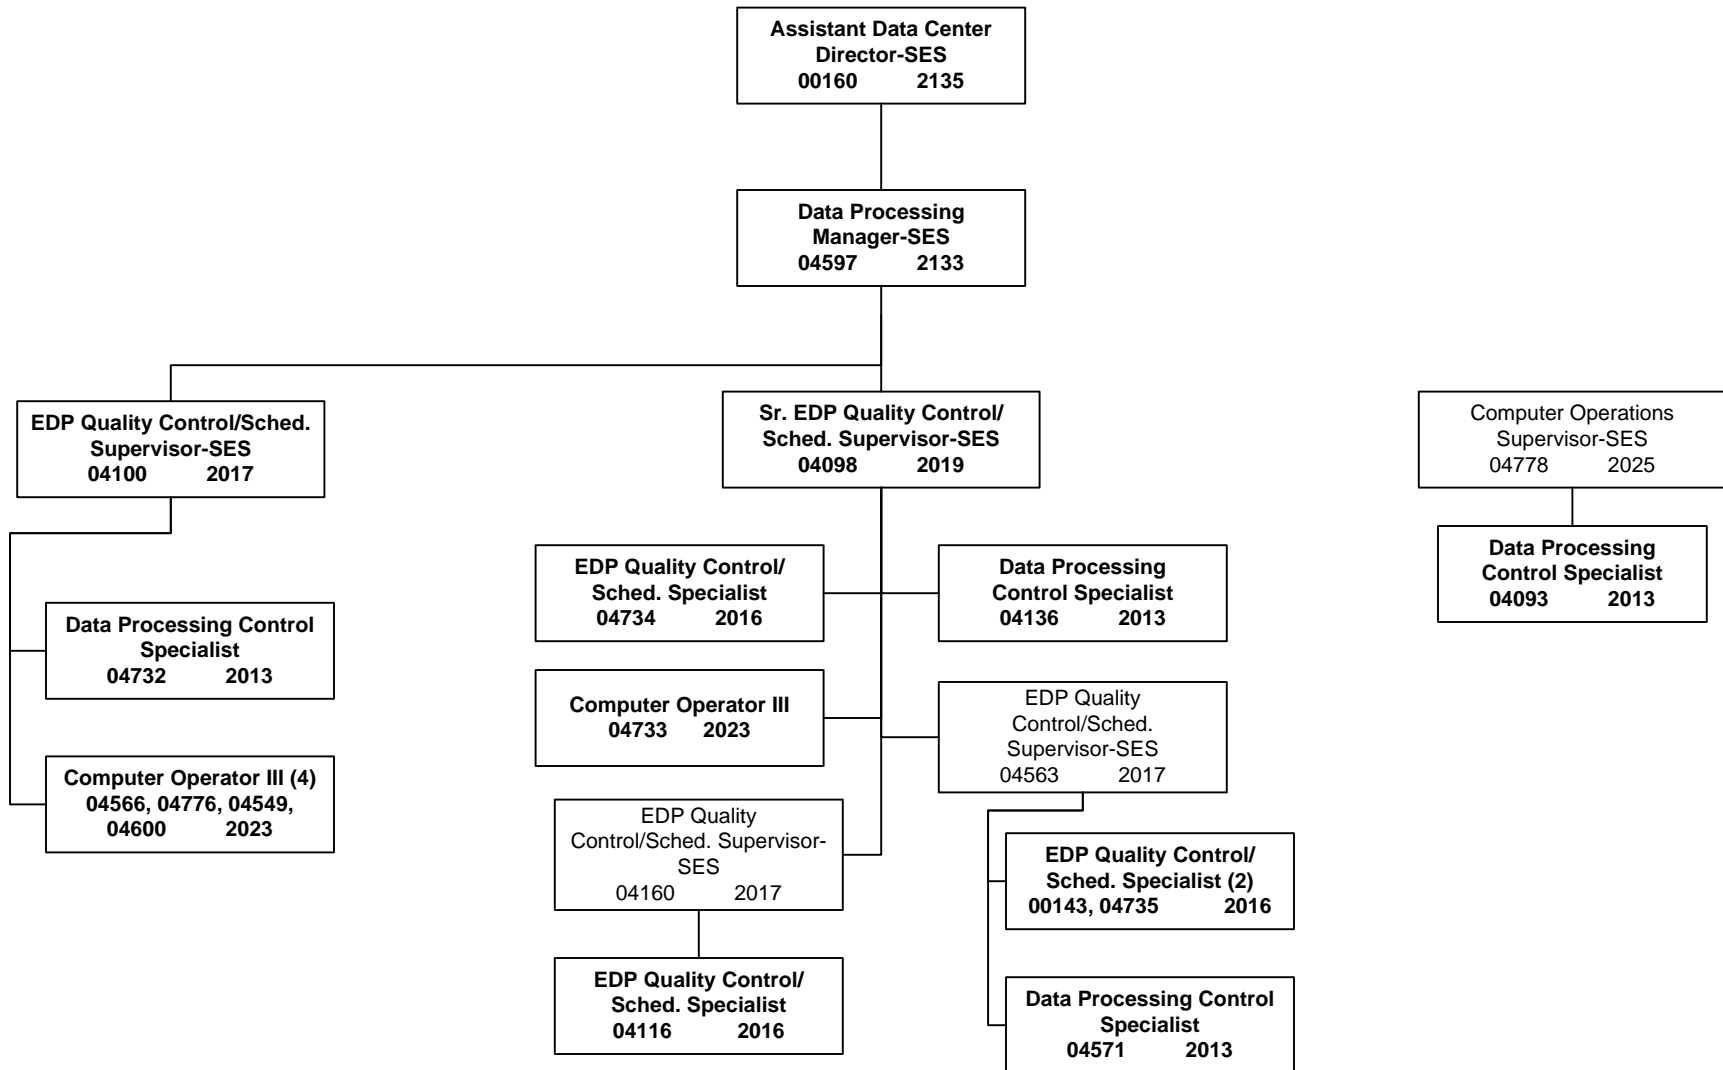 Assistant Data Center
Director-SES
00160 2135
Data Processing
Manager-SES
04597 2133
EDP Quality Control/Sched.
Supervisor-SES
04100 2017
Sr. EDP Quality Control/
Sched. Supervisor-SES
04098 2019
Computer Operations
Supervisor-SES
04778 2025
Data Processing
Control Specialist
04093 2013
EDP Quality Control/
Sched. Specialist
04734 2016
Data Processing
Control Specialist
04136 2013
Data Processing Control
Specialist
04732 2013
Computer Operator III
04733 2023
EDP Quality
Control/Sched.
Supervisor-SES
04563 2017
Computer Operator III (4)
04566, 04776, 04549,
04600 2023
EDP Quality
Control/Sched. Supervisor-
SES
04160 2017
EDP Quality Control/
Sched. Specialist (2)
00143, 04735 2016
EDP Quality Control/
Sched. Specialist
04116 2016
Data Processing Control
Specialist
04571 2013